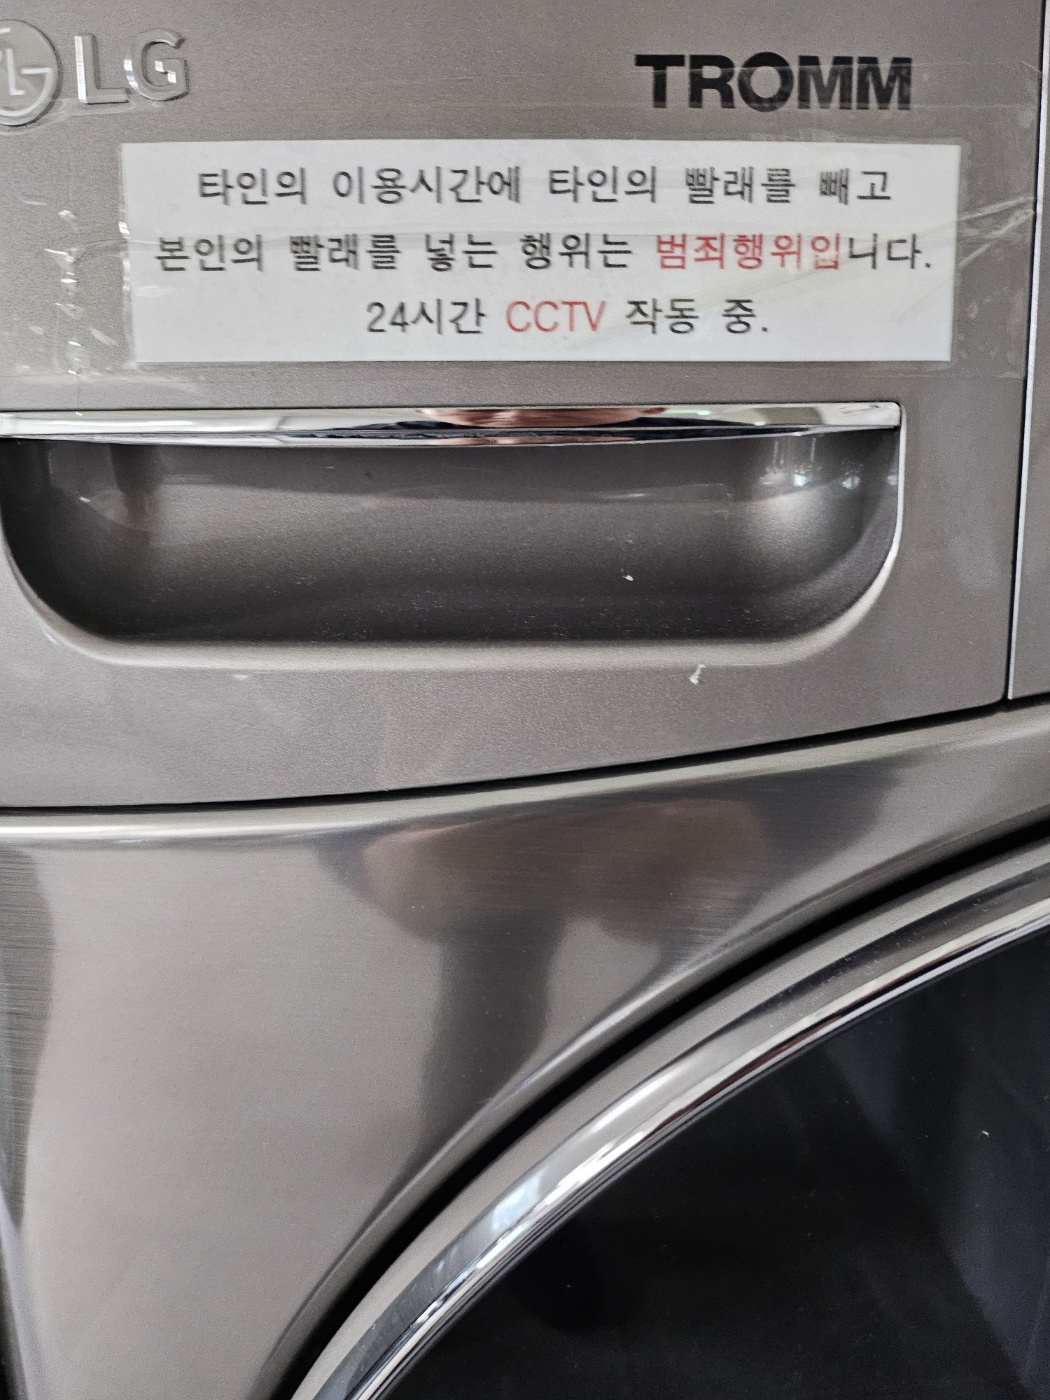 LG
TROMM
타인의 이용시간에 타인의 빨래를 빼고
본인의 빨래를 넣는 행위는 범죄행위입니다.
24시간 CCTV 작동 중.